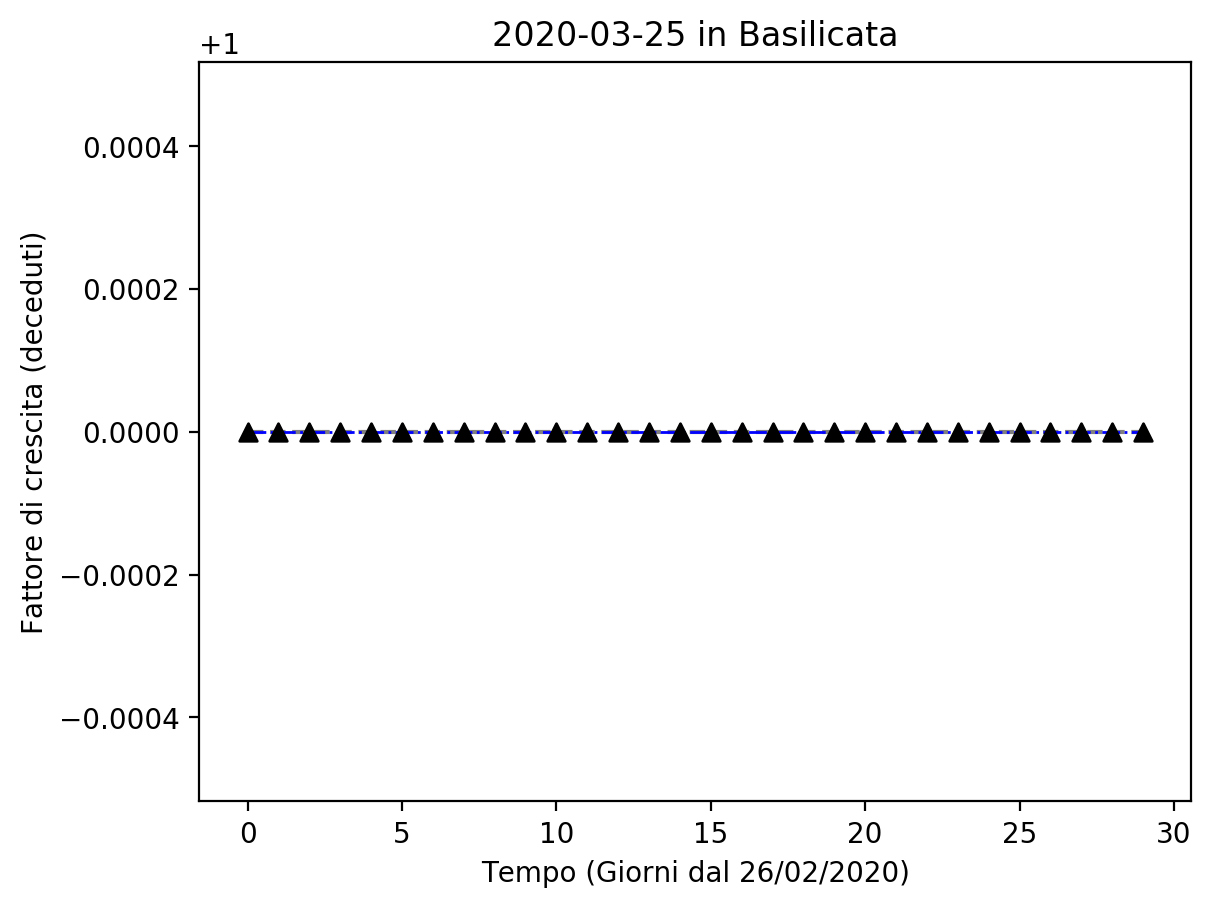 2020-03-25 in Basilicata
+1
0.0004
0.0002
0.0000
−0.0002
−0.0004
Fattore di crescita (deceduti)
0 5 10 15 20 25 30
Tempo (Giorni dal 26/02/2020)